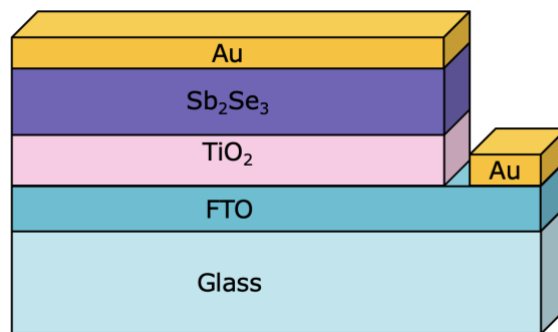 Au
Sb₂Se₃
TiO₂
Au
FTO
Glass